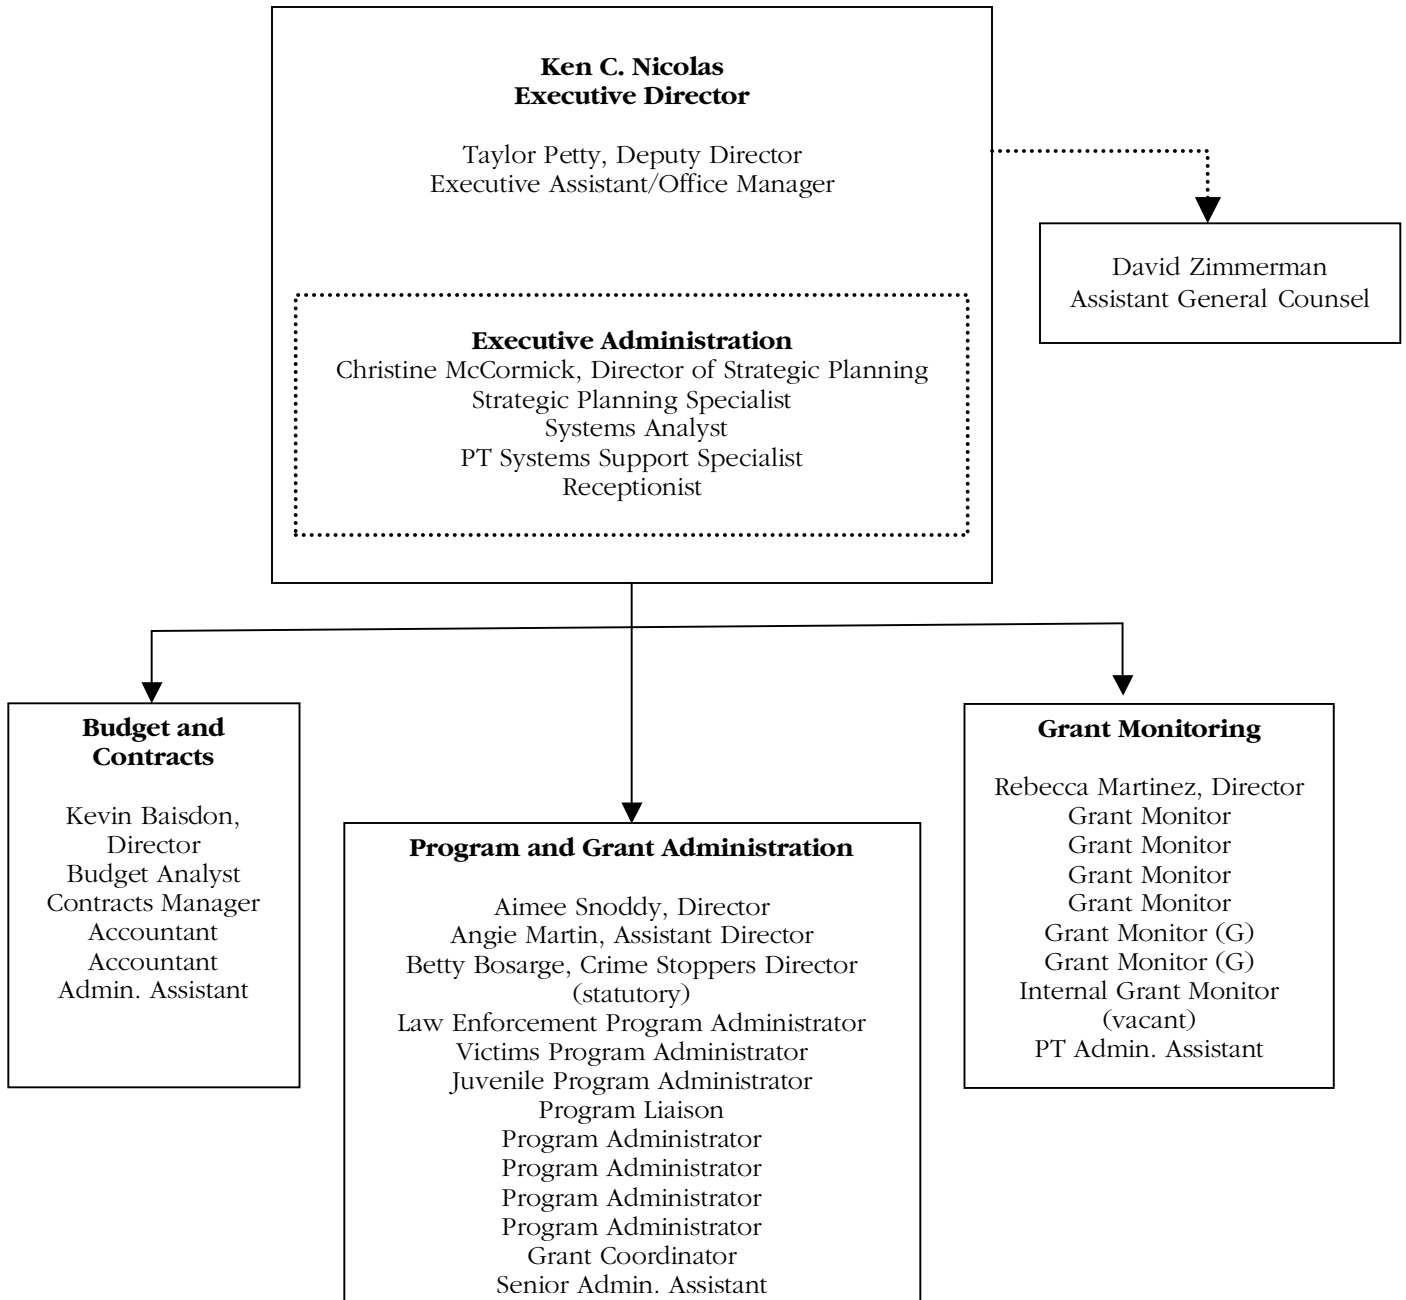 Ken C. Nicolas
Executive Director
Taylor Petty, Deputy Director
Executive Assistant/Office Manager
David Zimmerman
Assistant General Counsel
Executive Administration
Christine McCormick, Director of Strategic Planning
Strategic Planning Specialist
Systems Analyst
PT Systems Support Specialist
Receptionist
Budget and
Contracts
Kevin Baisdon,
Director
Budget Analyst
Contracts Manager
Accountant
Accountant
Admin. Assistant
Program and Grant Administration
Aimee Snoddy, Director
Angie Martin, Assistant Director
Betty Bosarge, Crime Stoppers Director
(statutory)
Law Enforcement Program Administrator
Victims Program Administrator
Juvenile Program Administrator
Program Liaison
Program Administrator
Program Administrator
Program Administrator
Program Administrator
Grant Coordinator
Senior Admin. Assistant
Grant Monitoring
Rebecca Martinez, Director
Grant Monitor
Grant Monitor
Grant Monitor
Grant Monitor
Grant Monitor (G)
Grant Monitor (G)
Internal Grant Monitor
(vacant)
PT Admin. Assistant